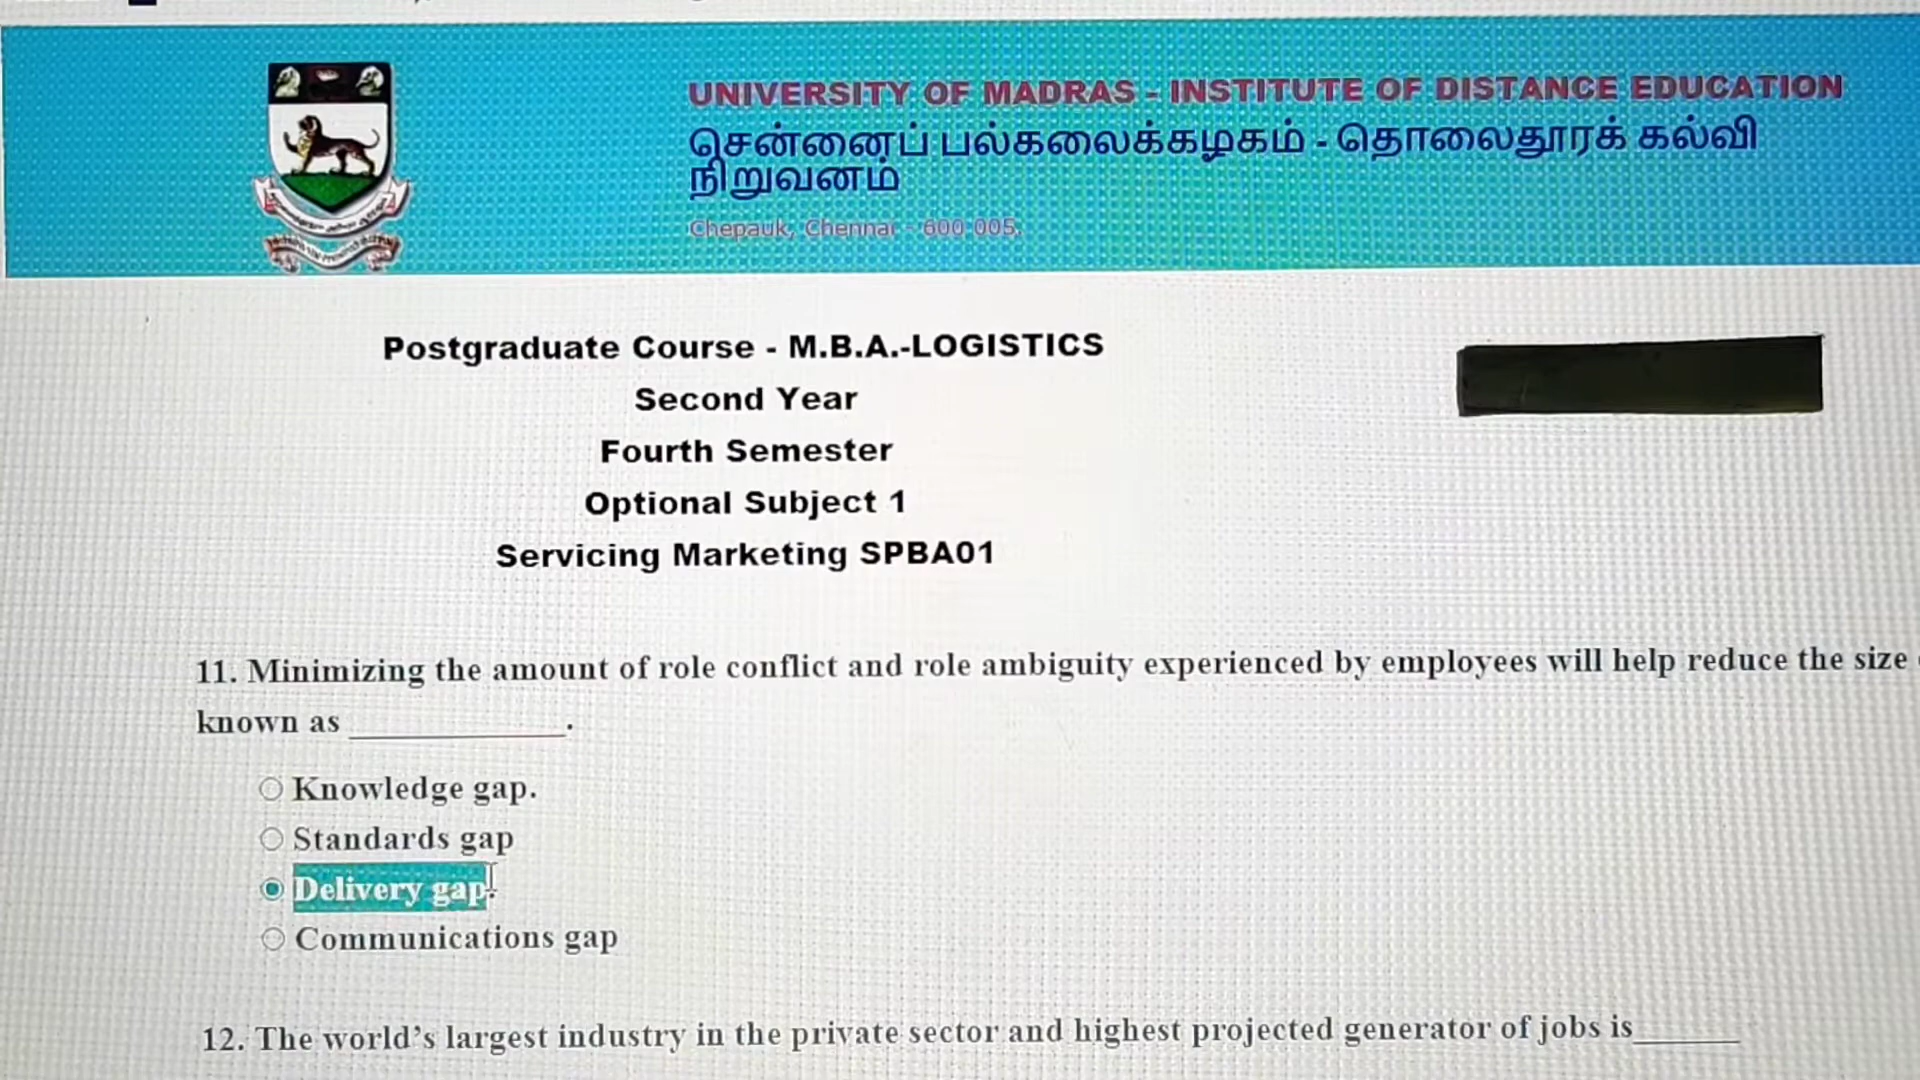 UNIVERSITY OF MADRAS - INSTITUTE OF DISTANCE EDUCATION
சென்னைப் பல்கலைக்கழகம் - தொலைதூரக் கல்வி
நிறுவனம்
Chepauk, Chennai - 600 005.
Postgraduate Course - M.B.A.-LOGISTICS
Second Year
Fourth Semester
Optional Subject 1
Servicing Marketing SPBA01
11. Minimizing the amount of role conflict and role ambiguity experienced by employees will help reduce the size
known as ____________.
Knowledge gap.
Standards gap
Delivery gap.
Communications gap
12. The world’s largest industry in the private sector and highest projected generator of jobs is______